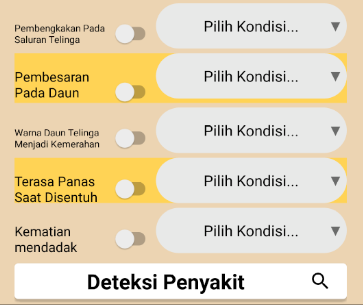 Pembengkakan Pada
Saluran Telinga
Pilih Kondisi...
Pembesaran
Pada Daun
Pilih Kondisi...
Warna Daun Telinga
Menjadi Kemerahan
Pilih Kondisi...
Terasa Panas
Saat Disentuh
Pilih Kondisi...
Kematian
mendadak
Pilih Kondisi...
Deteksi Penyakit